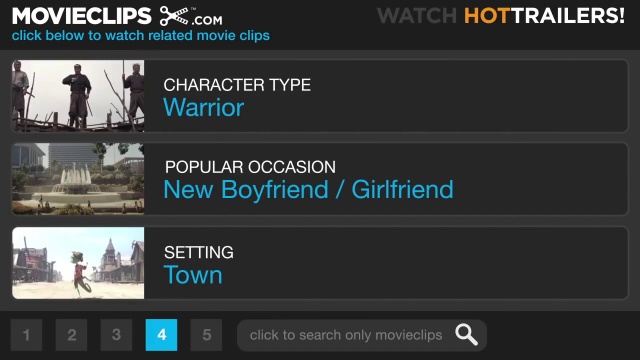 MOVIECLIPS .COM™
WATCH HOTTRAILERS!
click below to watch related movie clips
CHARACTER TYPE
Warrior
POPULAR OCCASION
New Boyfriend / Girlfriend
SETTING
Town
1 2 3 4 5 click to search only movieclips